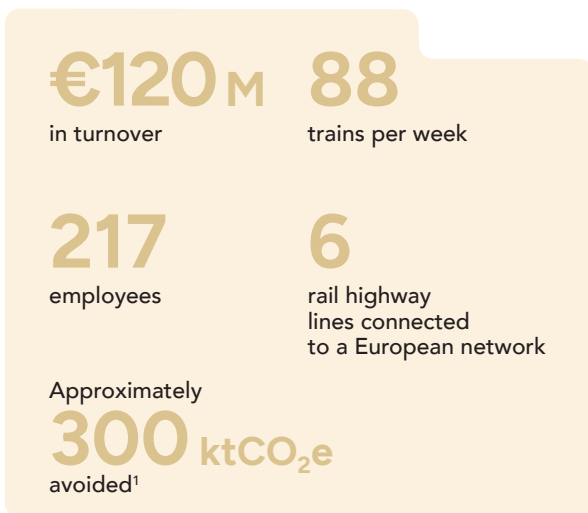 €120 M
in turnover
88
trains per week
217
employees
6
rail highway
lines connected
to a European network
Approximately
300 ktCO₂e
avoided¹